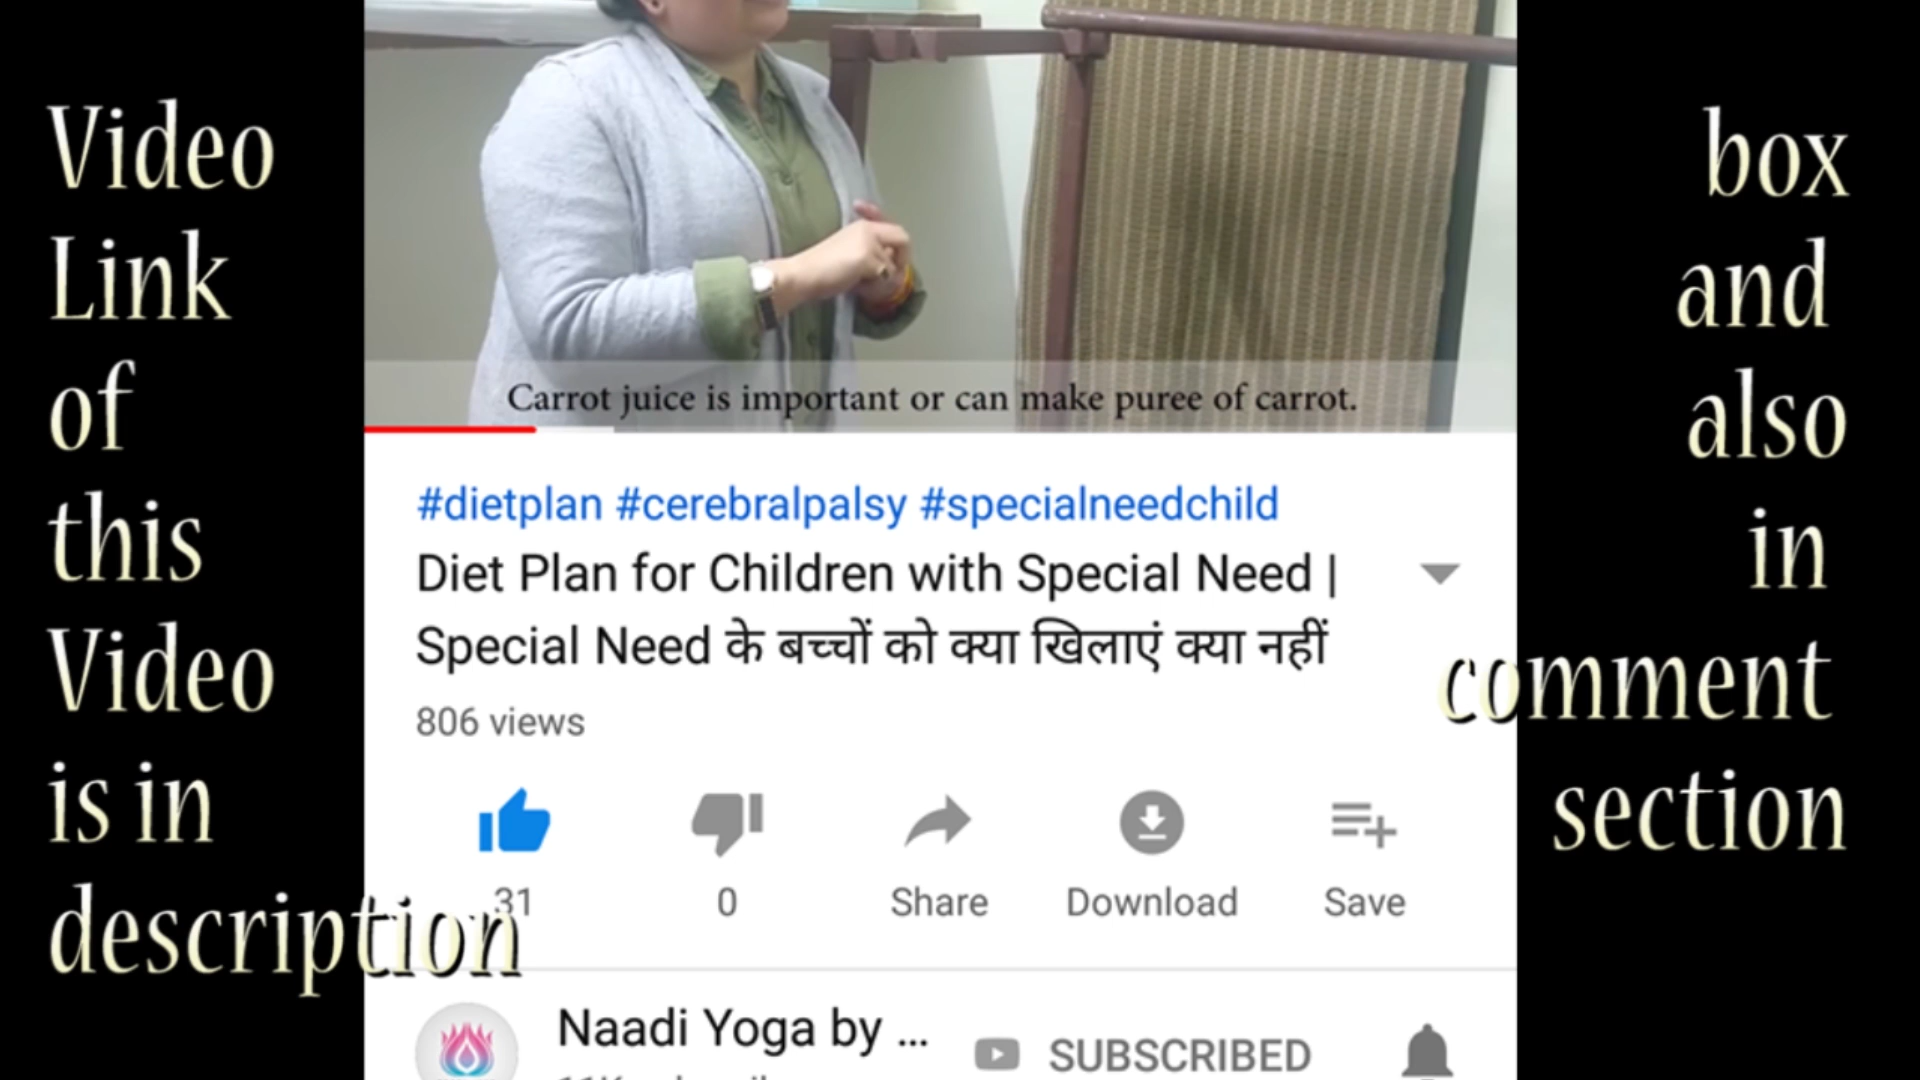 Video
Link
of
this
Video
is in
description
box
and
also
in
comment
section
Carrot juice is important or can make puree of carrot.
#dietplan #cerebralpalsy #specialneedchild
Diet Plan for Children with Special Need |
Special Need के बच्चों को क्या खिलाएं क्या नहीं
806 views
31
0
Share
Download
Save
Naadi Yoga by ...
SUBSCRIBED